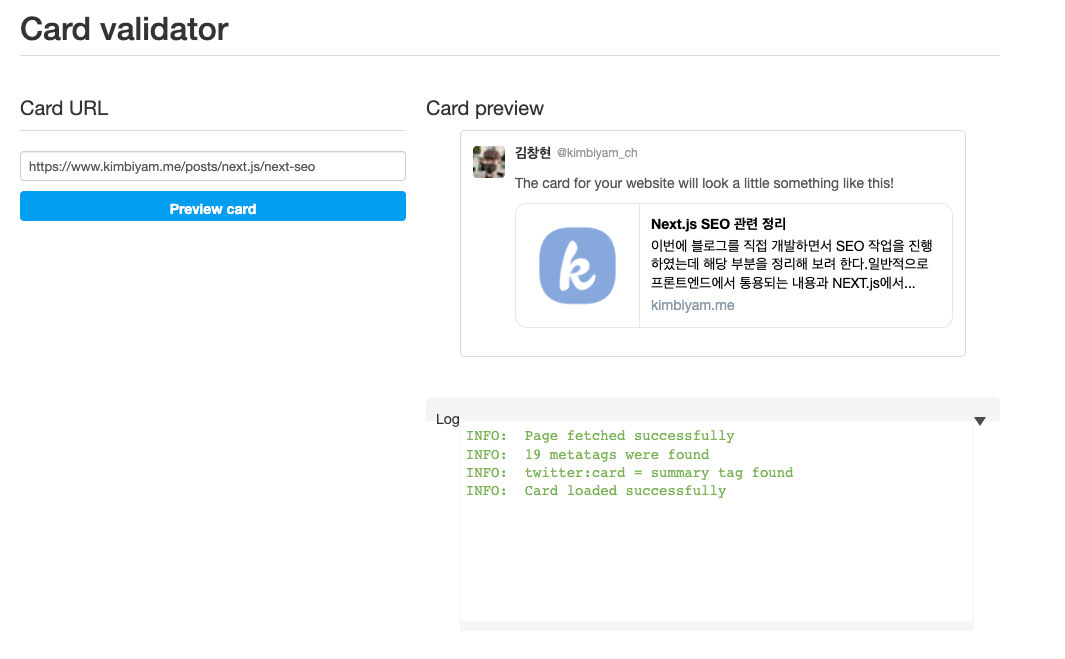 Card validator
Card URL
https://www.kimbiyam.me/posts/next.js/next-seo
Preview card
Card preview
김창현 @kimbiyam_ch
The card for your website will look a little something like this!
k
Next.js SEO 관련 정리
이번에 블로그를 직접 개발하면서 SEO 작업을 진행
하였는데 해당 부분을 정리해 보려 한다.일반적으로
프론트엔드에서 통용되는 내용과 NEXT.js에서...
kimbiyam.me
Log
INFO:  Page fetched successfully
INFO:  19 metatags were found
INFO:  twitter:card = summary tag found
INFO:  Card loaded successfully